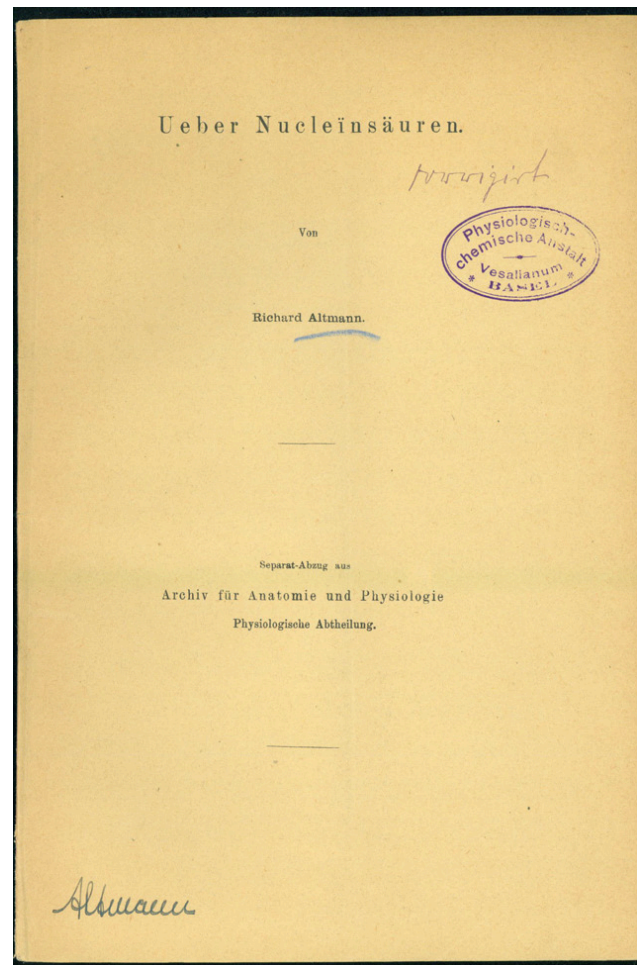 Ueber Nucleïnsäuren.
corrigirt
Von
Physiologisch-
chemische Anstalt
Vesalianum
* BASEL *
Richard Altmann.
Separat-Abzug aus
Archiv für Anatomie und Physiologie
Physiologische Abtheilung.
Altmann